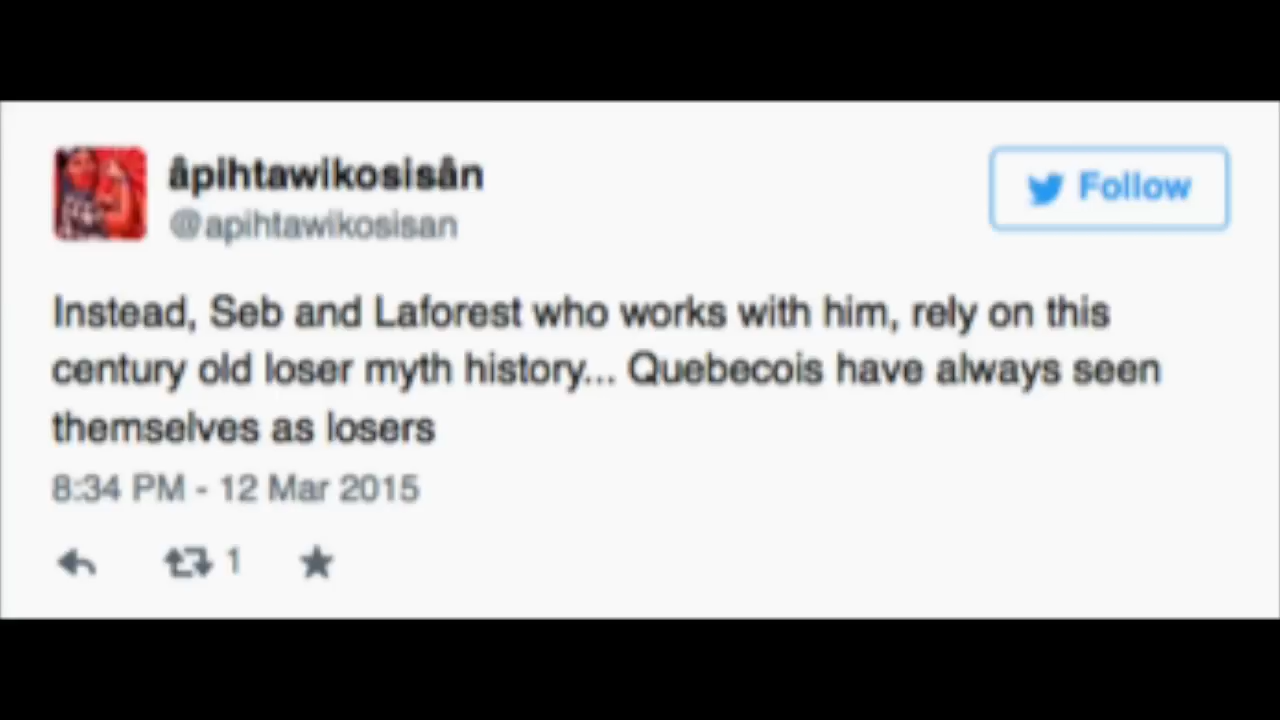 âpihtawikosisân
@apihtawikosisan
Follow
Instead, Seb and Laforest who works with him, rely on this
century old loser myth history... Quebecois have always seen
themselves as losers
8:34 PM - 12 Mar 2015
1